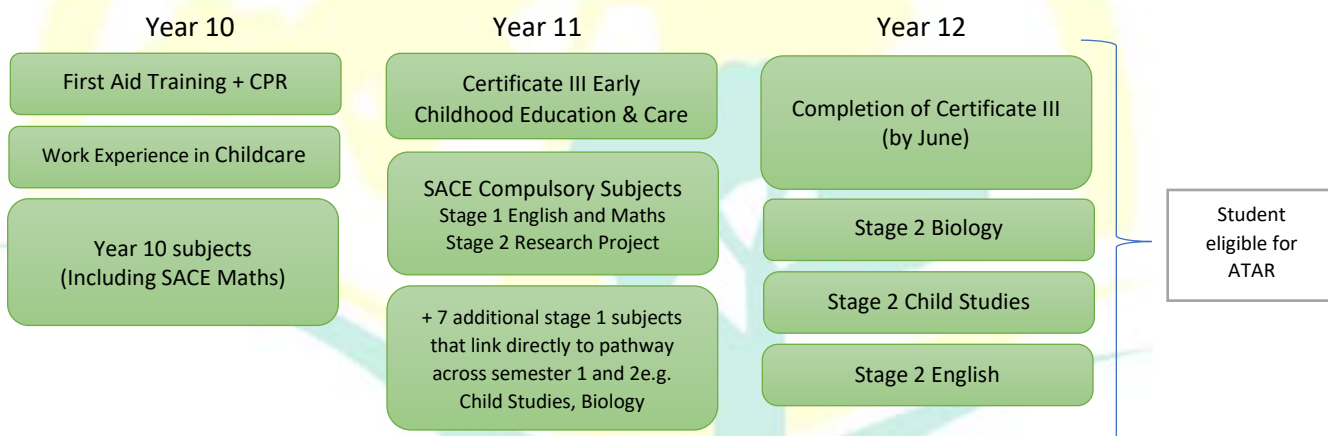 Year 10
First Aid Training + CPR
Work Experience in Childcare
Year 10 subjects
(Including SACE Maths)
Year 11
Certificate III Early
Childhood Education & Care
SACE Compulsory Subjects
Stage 1 English and Maths
Stage 2 Research Project
+ 7 additional stage 1 subjects
that link directly to pathway
across semester 1 and 2e.g.
Child Studies, Biology
Year 12
Completion of Certificate III
(by June)
Stage 2 Biology
Stage 2 Child Studies
Stage 2 English
Student
eligible for
ATAR